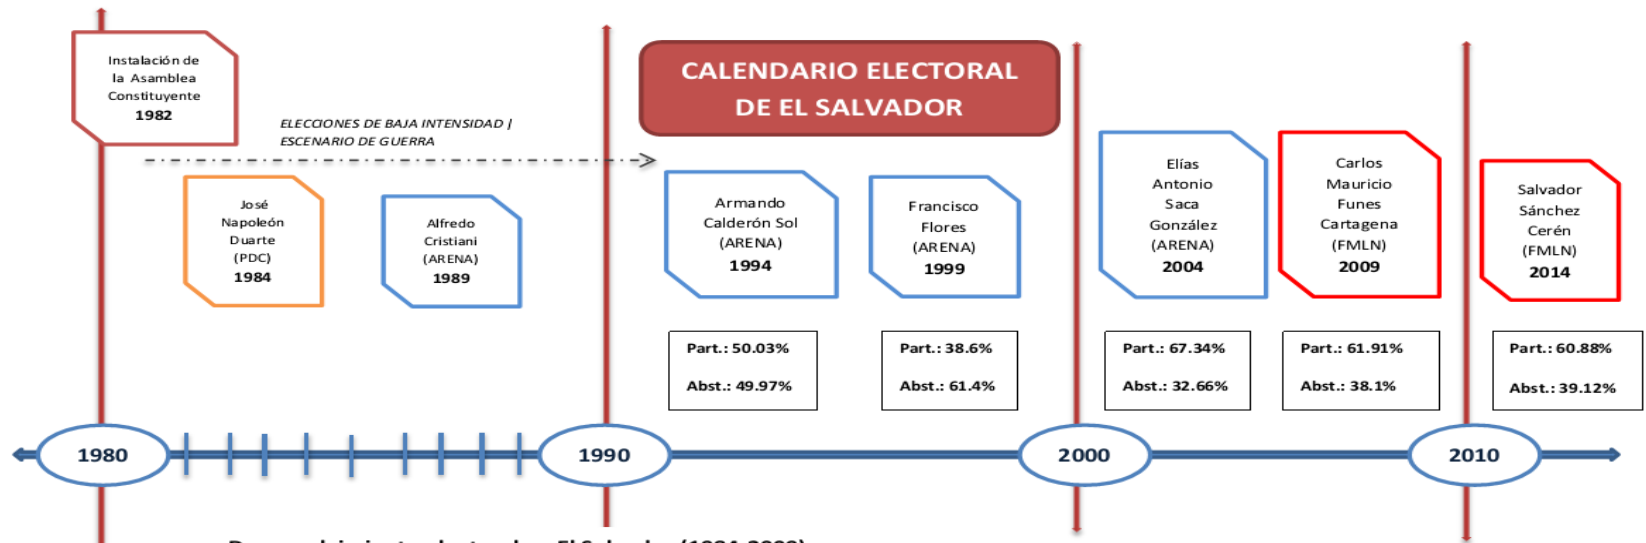 Instalación de
la Asamblea
Constituyente
1982
ELECCIONES DE BAJA INTENSIDAD |
ESCENARIO DE GUERRA
CALENDARIO ELECTORAL
DE EL SALVADOR
José
Napoleón
Duarte
(PDC)
1984
Alfredo
Cristiani
(ARENA)
1989
Armando
Calderón Sol
(ARENA)
1994
Francisco
Flores
(ARENA)
1999
Elías
Antonio
Saca
González
(ARENA)
2004
Carlos
Mauricio
Funes
Cartagena
(FMLN)
2009
Salvador
Sánchez
Cerén
(FMLN)
2014
Part.: 50.03%
Abst.: 49.97%
Part.: 38.6%
Abst.: 61.4%
Part.: 67.34%
Abst.: 32.66%
Part.: 61.91%
Abst.: 38.1%
Part.: 60.88%
Abst.: 39.12%
1980
1990
2000
2010
El Salvador (1984-2009)